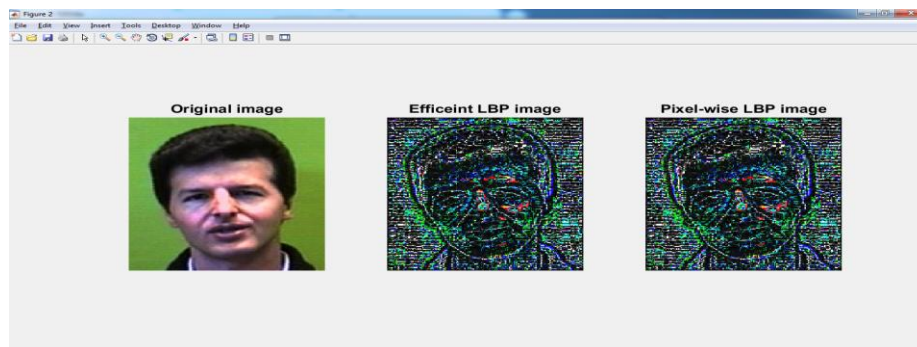 Figure 2
File Edit View Insert Tools Desktop Window Help
Original image Efficeint LBP image Pixel-wise LBP image